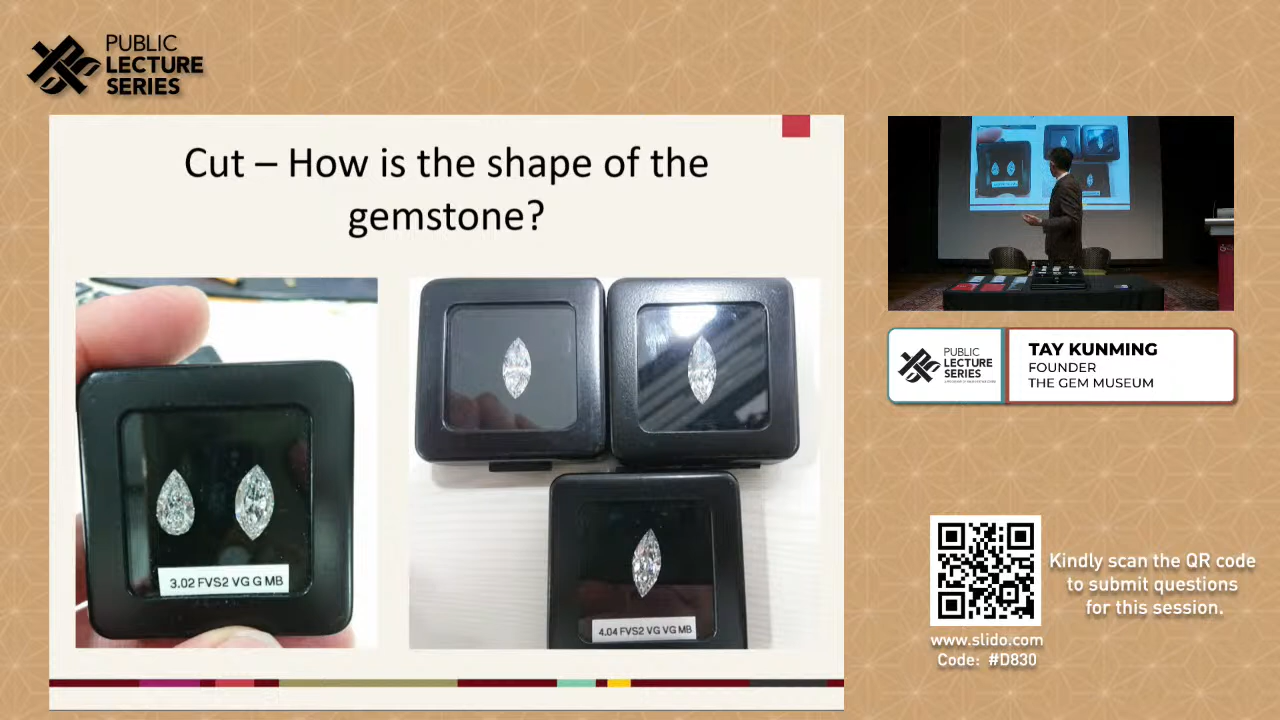 PUBLIC
LECTURE
SERIES
Cut – How is the shape of the
gemstone?
3.02 FVS2 VG G MB
4.04 FVS2 VG VG MB
PUBLIC
LECTURE
SERIES
TAY KUNMING
FOUNDER
THE GEM MUSEUM
Kindly scan the QR code
to submit questions
for this session.
www.slido.com
Code: #D830